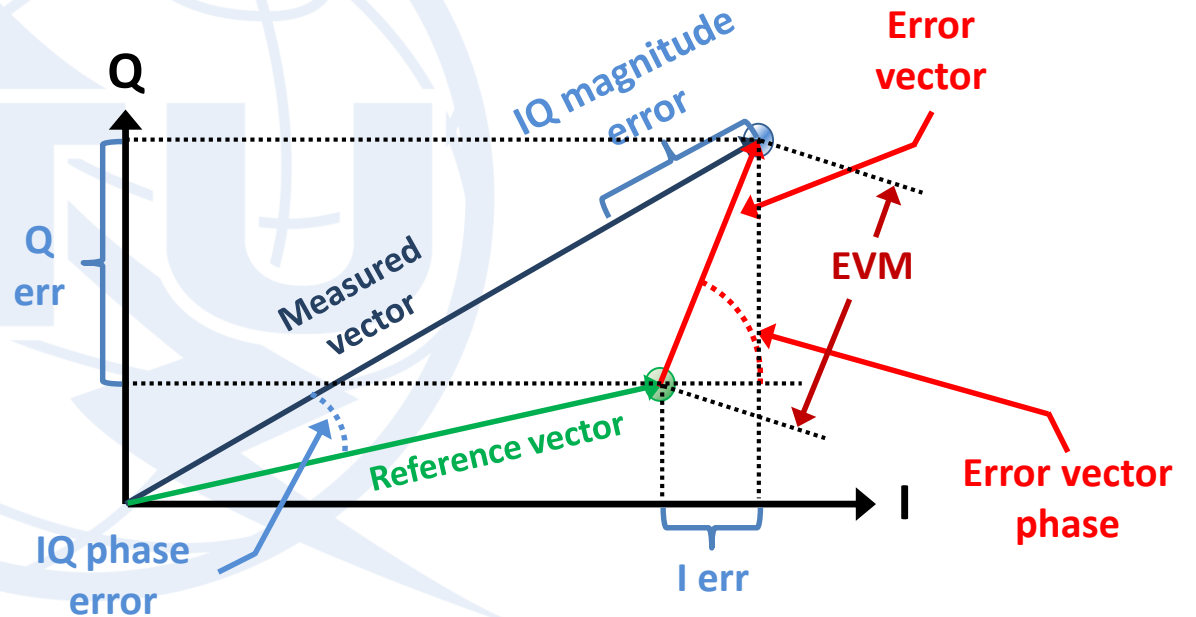 Error
vector
Q
IQ magnitude
error
Q
err
Measured
vector
EVM
Reference vector
Error vector
phase
I
IQ phase
error
I err